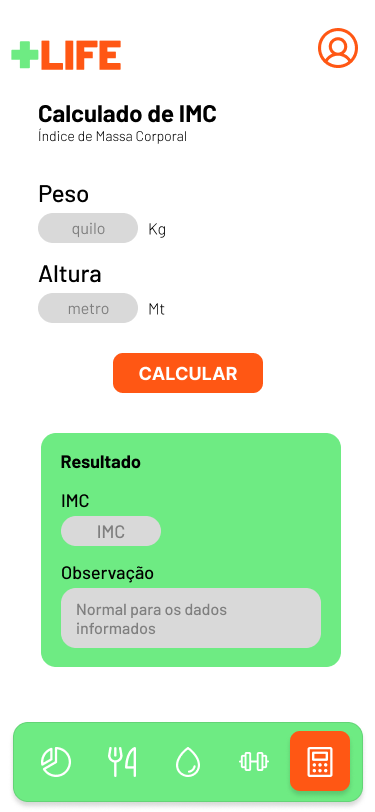 +LIFE
Calculado de IMC
Índice de Massa Corporal
Peso
quilo Kg
Altura
metro Mt
CALCULAR
Resultado
IMC
IMC
Observação
Normal para os dados
informados